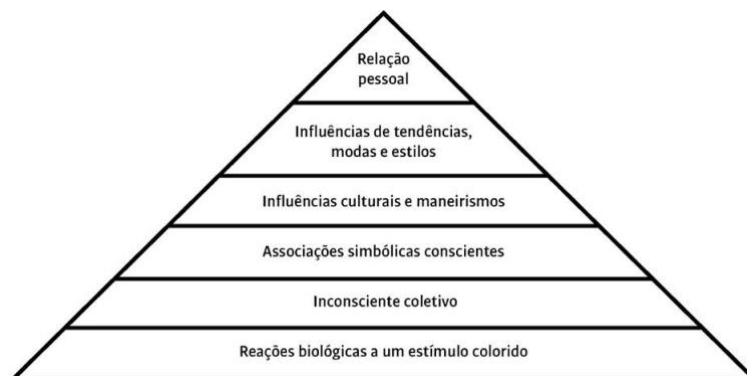 Relação
pessoal
Influências de tendências,
modas e estilos
Influências culturais e maneirismos
Associações simbólicas conscientes
Inconsciente coletivo
Reações biológicas a um estímulo colorido